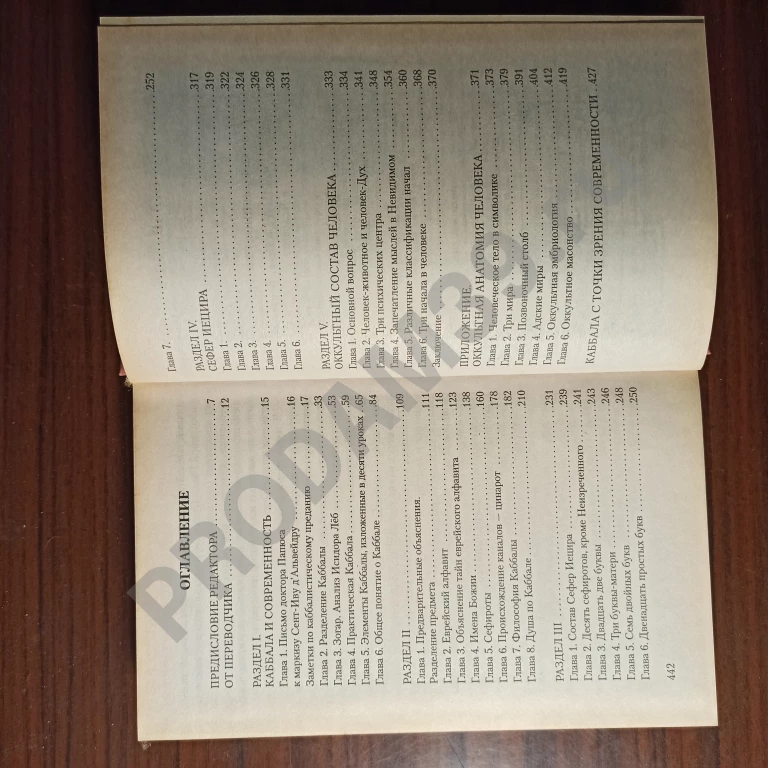 ОГЛАВЛЕНИЕ
ПРЕДИСЛОВИЕ РЕДАКТОРА 7
ОТ ПЕРЕВОДЧИКА 12
РАЗДЕЛ I.
КАББАЛА И СОВРЕМЕННОСТЬ 15
Глава 1. Письмо доктора Папюса
к маркизу Сент-Иву д'Альвейдру 16
Заметки по каббалистическому преданию 17
Глава 2. Разделение Каббалы 33
Глава 3. Зогар. Анализ Исидора Лёб 53
Глава 4. Практическая Каббала 59
Глава 5. Элементы Каббалы, изложенные в десяти уроках 65
Глава 6. Общее понятие о Каббале 84
РАЗДЕЛ II 109
Глава 1. Предварительные объяснения.
Разделение предмета 111
Глава 2. Еврейский алфавит 118
Глава 3. Объяснение тайн еврейского алфавита 123
Глава 4. Имена Божии 138
Глава 5. Сефироты 160
Глава 6. Происхождение каналов — цинарот 178
Глава 7. Философия Каббалы 182
Глава 8. Душа по Каббале 210
РАЗДЕЛ III 231
Глава 1. Состав Сефер Иецира 239
Глава 2. Десять сефиротов, кроме Неизреченного 241
Глава 3. Двадцать две буквы 243
Глава 4. Три буквы-матери 246
Глава 5. Семь двойных букв 248
Глава 6. Двенадцать простых букв 250
442
Глава 7. 252
РАЗДЕЛ IV. 317
СЕФЕР ИЕЦИРА 319
Глава 1. 322
Глава 2. 324
Глава 3. 326
Глава 4. 328
Глава 5. 331
Глава 6.
РАЗДЕЛ V.
ОККУЛЬТНЫЙ СОСТАВ ЧЕЛОВЕКА 333
Глава 1. Основной вопрос 334
Глава 2. Человек-животное и человек-Дух 341
Глава 3. Три психических центра 348
Глава 4. Запечатление мыслей в Невидимом 354
Глава 5. Различные классификации начал 360
Глава 6. Три начала в человеке 368
Заключение 370
ПРИЛОЖЕНИЕ.
ОККУЛЬТНАЯ АНАТОМИЯ ЧЕЛОВЕКА 371
Глава 1. Человеческое тело в символике 373
Глава 2. Три мира 379
Глава 3. Позвоночный столб 391
Глава 4. Адские миры 404
Глава 5. Оккультная эмбриология 412
Глава 6. Оккультное масонство 419
КАББАЛА С ТОЧКИ ЗРЕНИЯ СОВРЕМЕННОСТИ 427